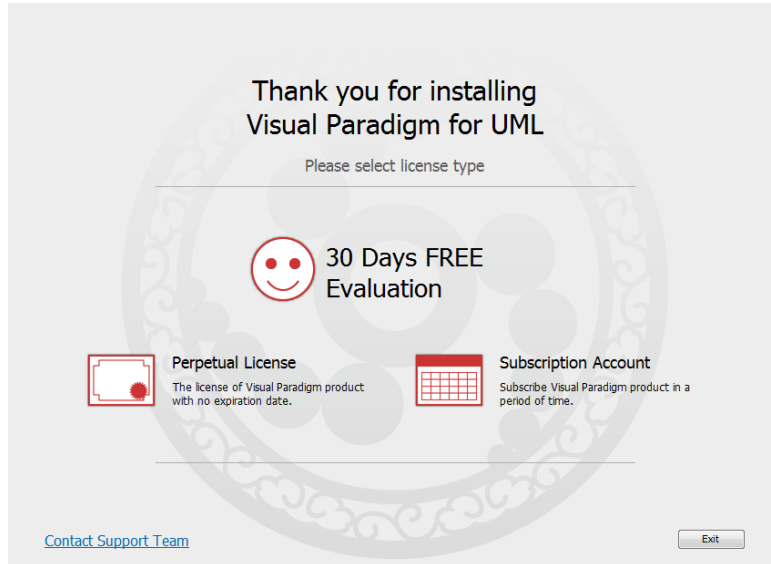 Thank you for installing
Visual Paradigm for UML
Please select license type
30 Days FREE
Evaluation
Perpetual License
The license of Visual Paradigm product
with no expiration date.
Subscription Account
Subscribe Visual Paradigm product in a
period of time.
Contact Support Team
Exit